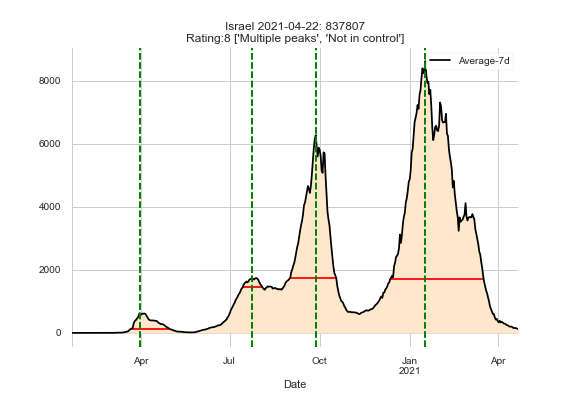 Israel 2021-04-22: 837807
Rating:8 ['Multiple peaks', 'Not in control']
Average-7d
8000
6000
4000
2000
0
Apr
Jul
Oct
Jan
2021
Apr
Date